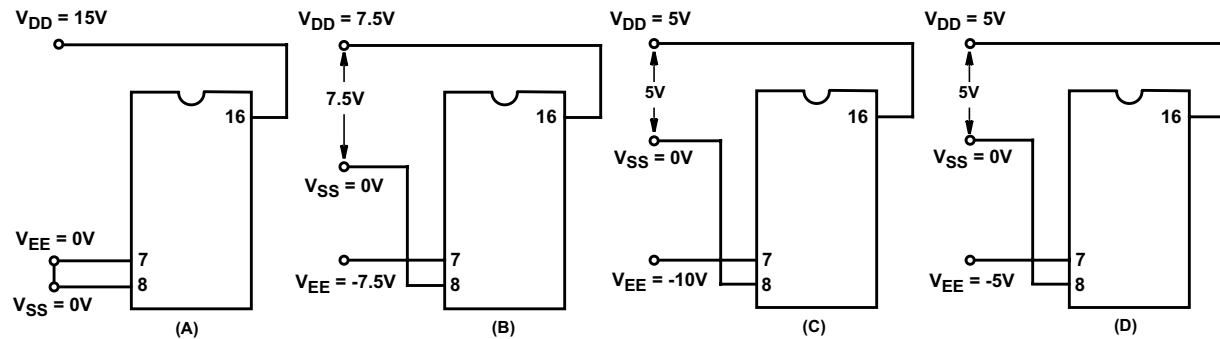 VDD = 15V
16
VEE = 0V
7
8
VSS = 0V
(A)
VDD = 7.5V
7.5V
16
VSS = 0V
7
VEE = -7.5V
8
(B)
VDD = 5V
5V
16
VSS = 0V
7
VEE = -10V
8
(C)
VDD = 5V
5V
16
VSS = 0V
7
VEE = -5V
8
(D)